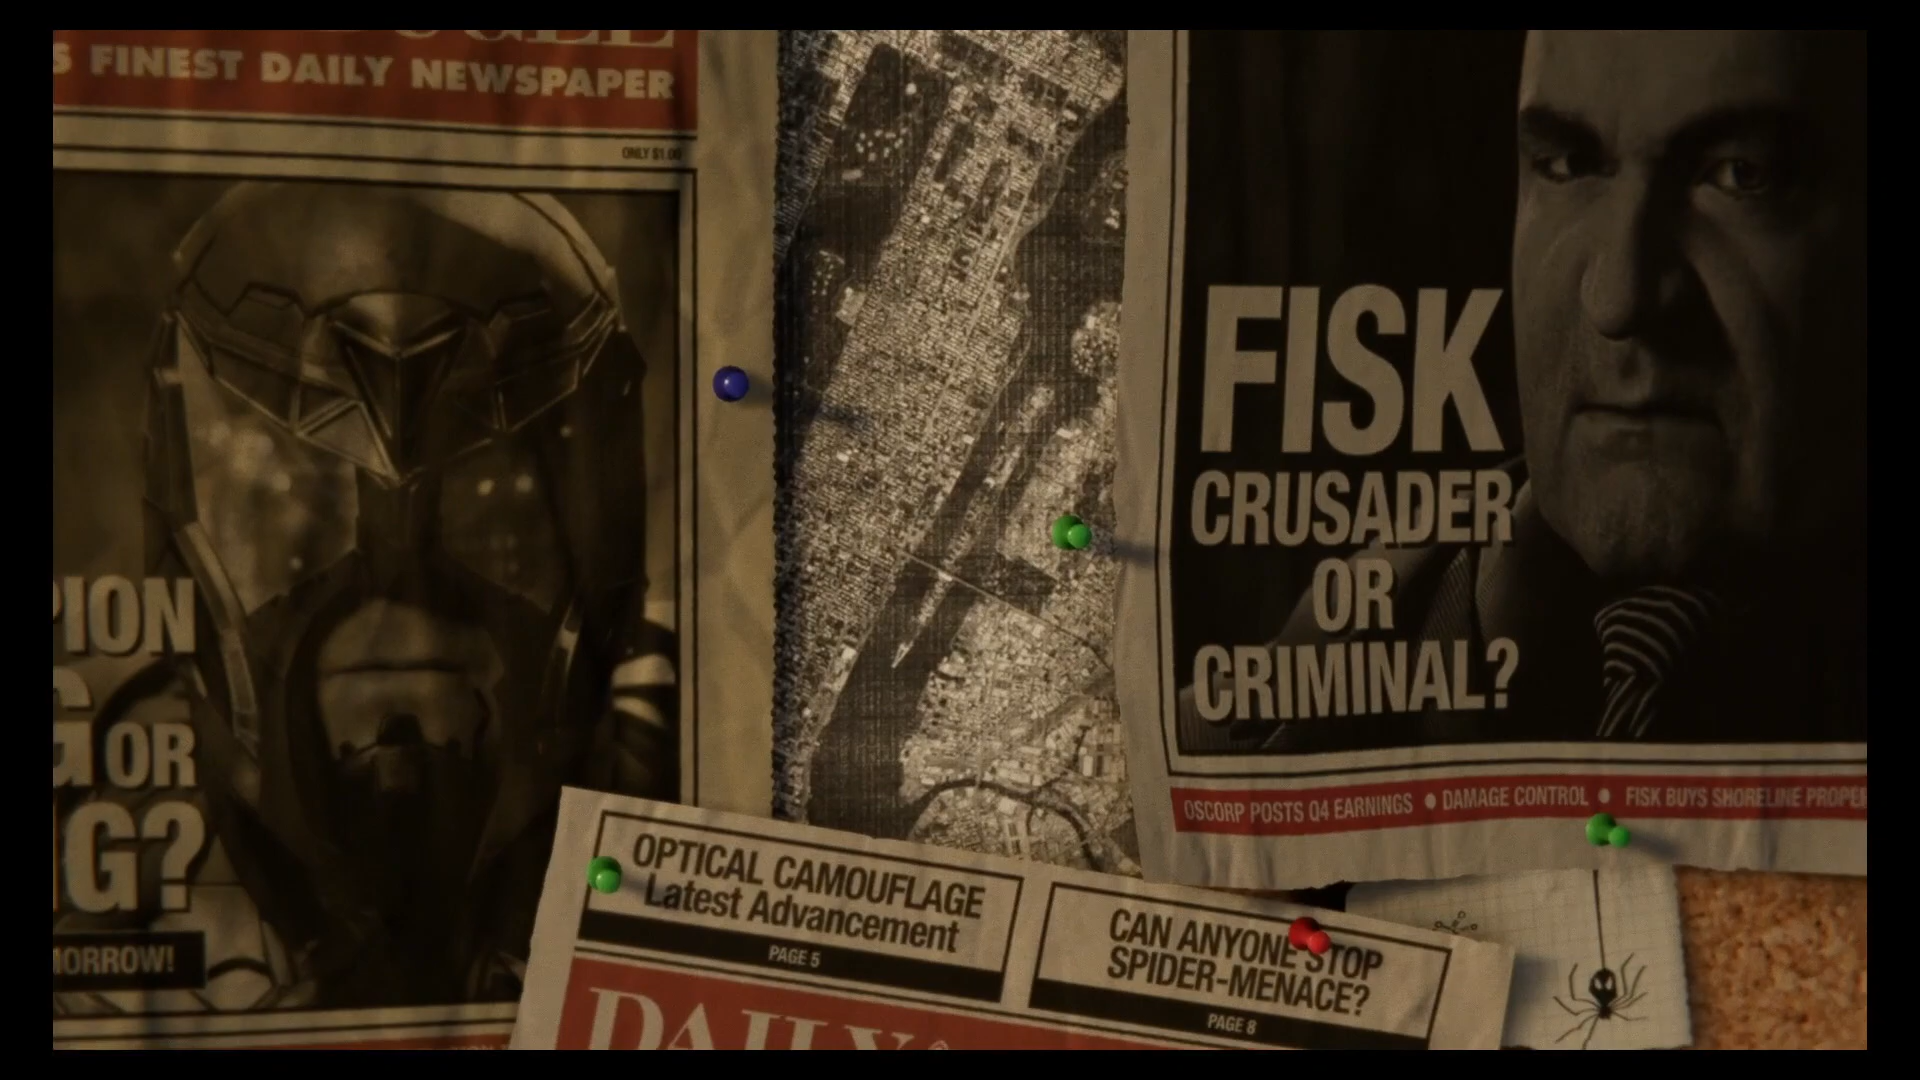 S FINEST DAILY NEWSPAPER
ONLY $1.00
PION
G OR
G?
MORROW!
FISK
CRUSADER
OR
CRIMINAL?
OSCORP POSTS Q4 EARNINGS ● DAMAGE CONTROL ● FISK BUYS SHORELINE PROPE
OPTICAL CAMOUFLAGE
Latest Advancement
PAGE 5
CAN ANYONE STOP
SPIDER-MENACE?
PAGE 8
DAILY